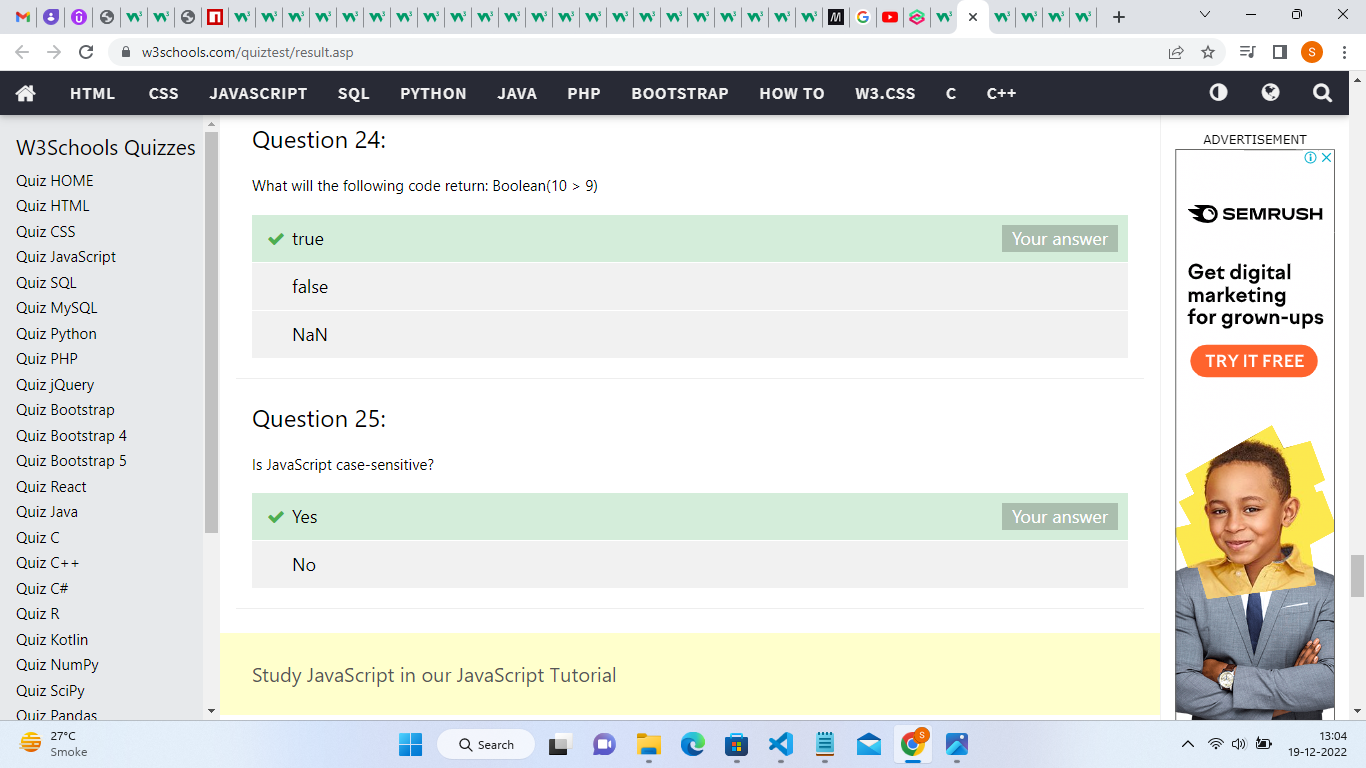 w3schools.com/quiztest/result.asp
S
HTML CSS JAVASCRIPT SQL PYTHON JAVA PHP BOOTSTRAP HOW TO W3.CSS C C++
W3Schools Quizzes
Quiz HOME
Quiz HTML
Quiz CSS
Quiz JavaScript
Quiz SQL
Quiz MySQL
Quiz Python
Quiz PHP
Quiz jQuery
Quiz Bootstrap
Quiz Bootstrap 4
Quiz Bootstrap 5
Quiz React
Quiz Java
Quiz C
Quiz C++
Quiz C#
Quiz R
Quiz Kotlin
Quiz NumPy
Quiz SciPy
Quiz Pandas
Question 24:
What will the following code return: Boolean(10 > 9)
true Your answer
false
NaN
Question 25:
Is JavaScript case-sensitive?
Yes Your answer
No
Study JavaScript in our JavaScript Tutorial
ADVERTISEMENT
SEMRUSH
Get digital
marketing
for grown-ups
TRY IT FREE
27°C
Smoke
Search
S
13:04
19-12-2022